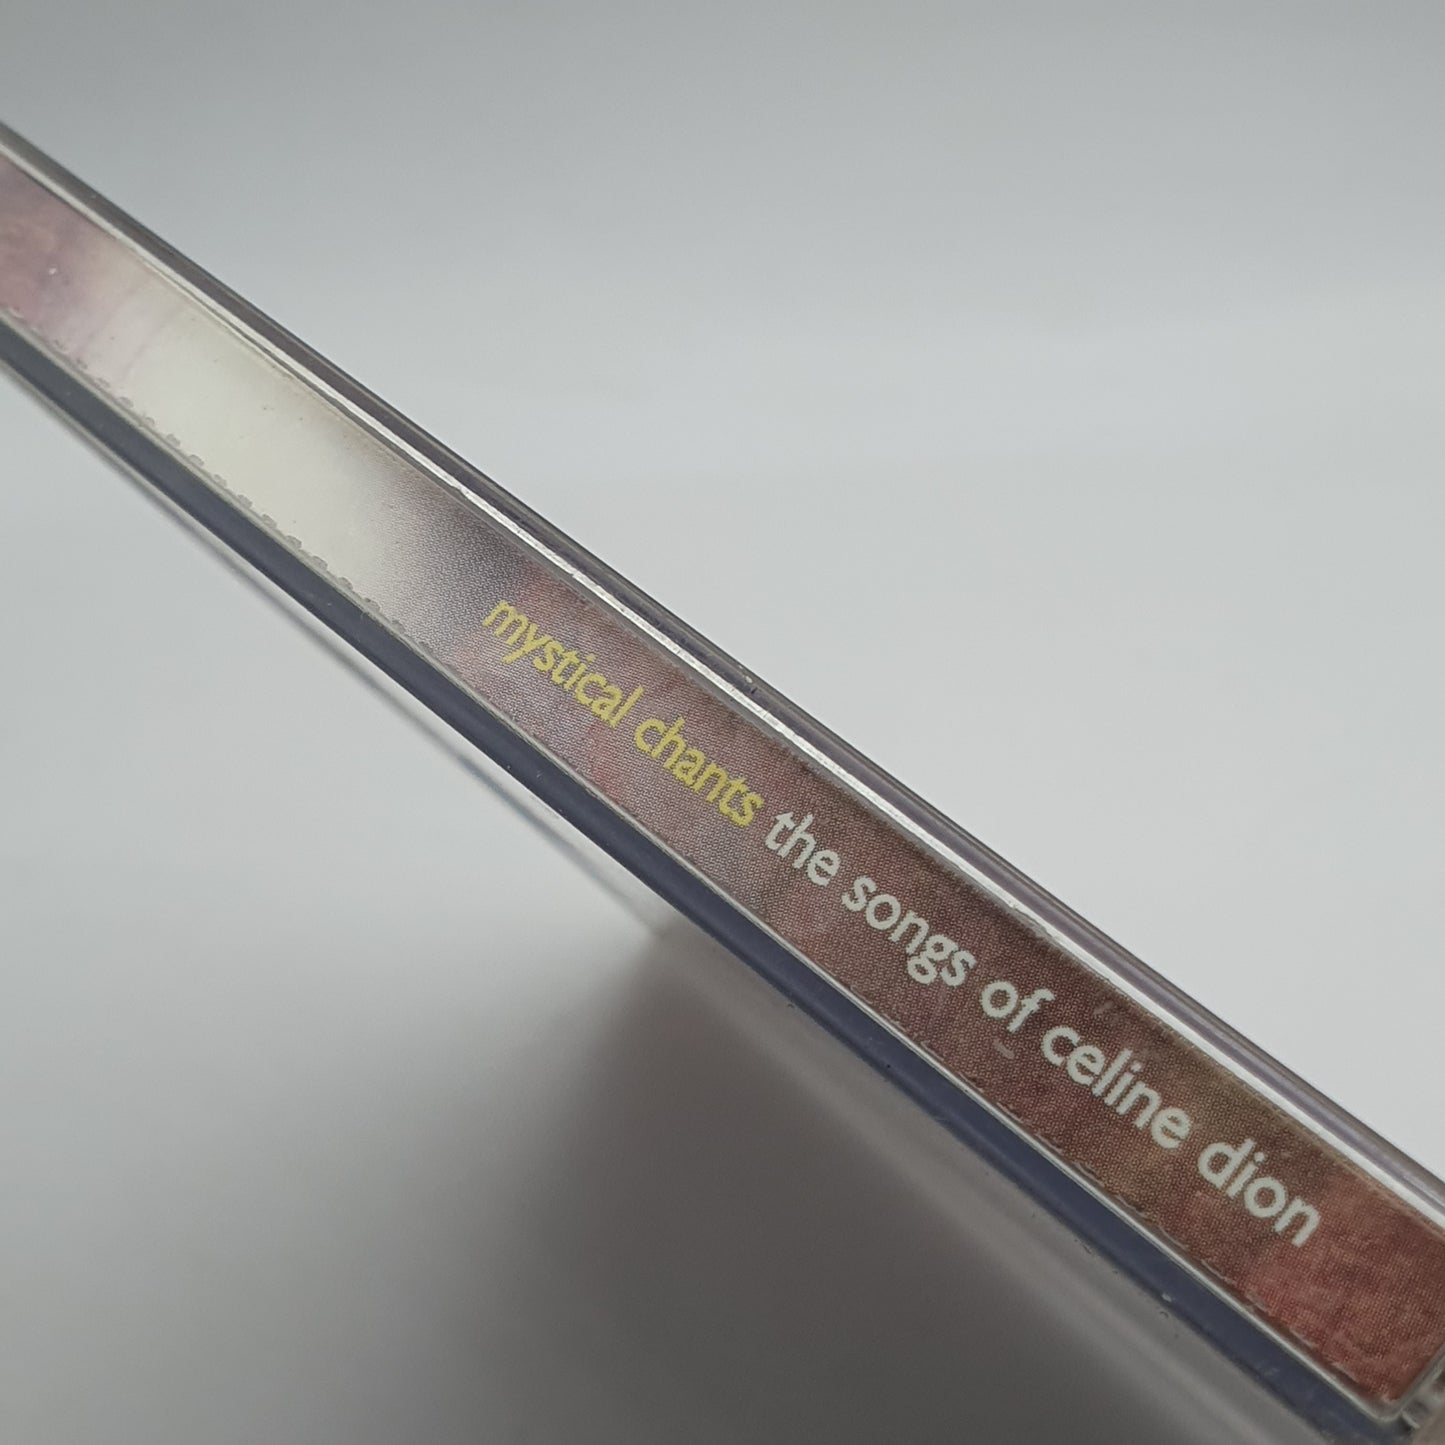 mystical chants the songs of celine dion